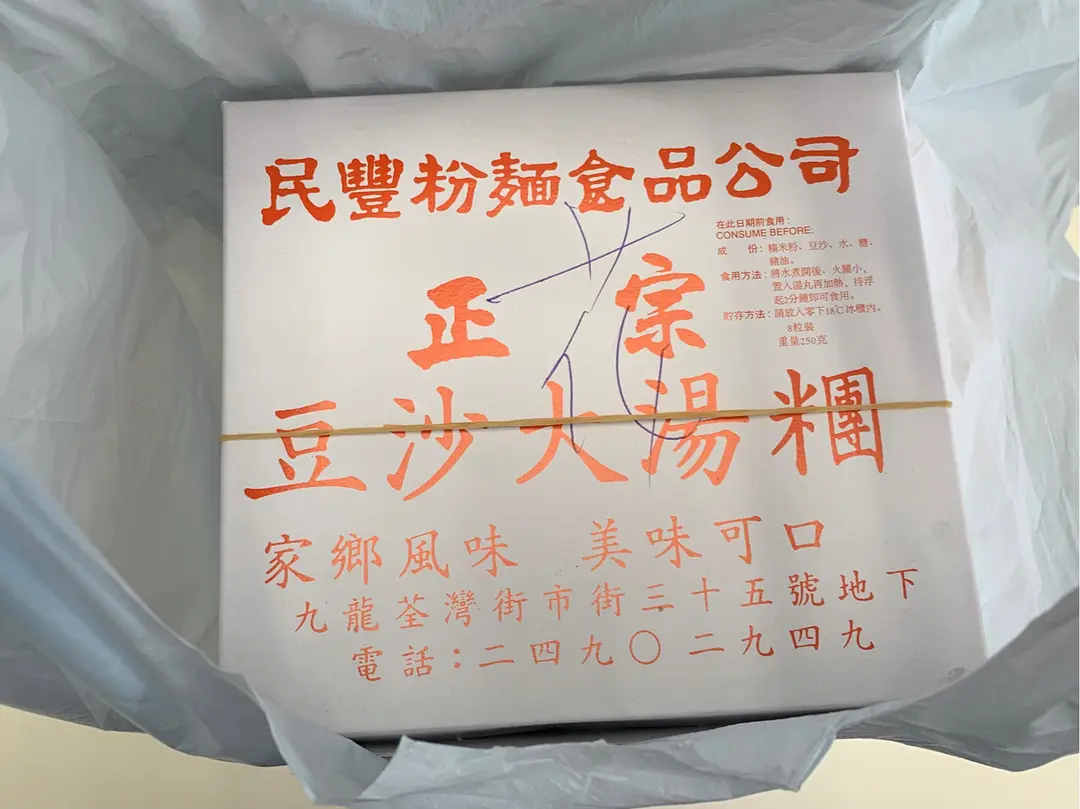 民豐粉麵食品公司
在此日期前食用：
CONSUME BEFORE:
成　份：糯米粉、豆沙、水、糖、
豬油。
食用方法：將水煮開後、火關小。
置入湯丸再加熱，待浮
起2分鐘即可食用。
貯存方法：請放入零下18℃冰櫃內。
8粒裝
重量250克
正宗
花
豆沙大湯糰
家鄉風味　美味可口
九龍荃灣街市街三十五號地下
電話：二四九〇二九四九